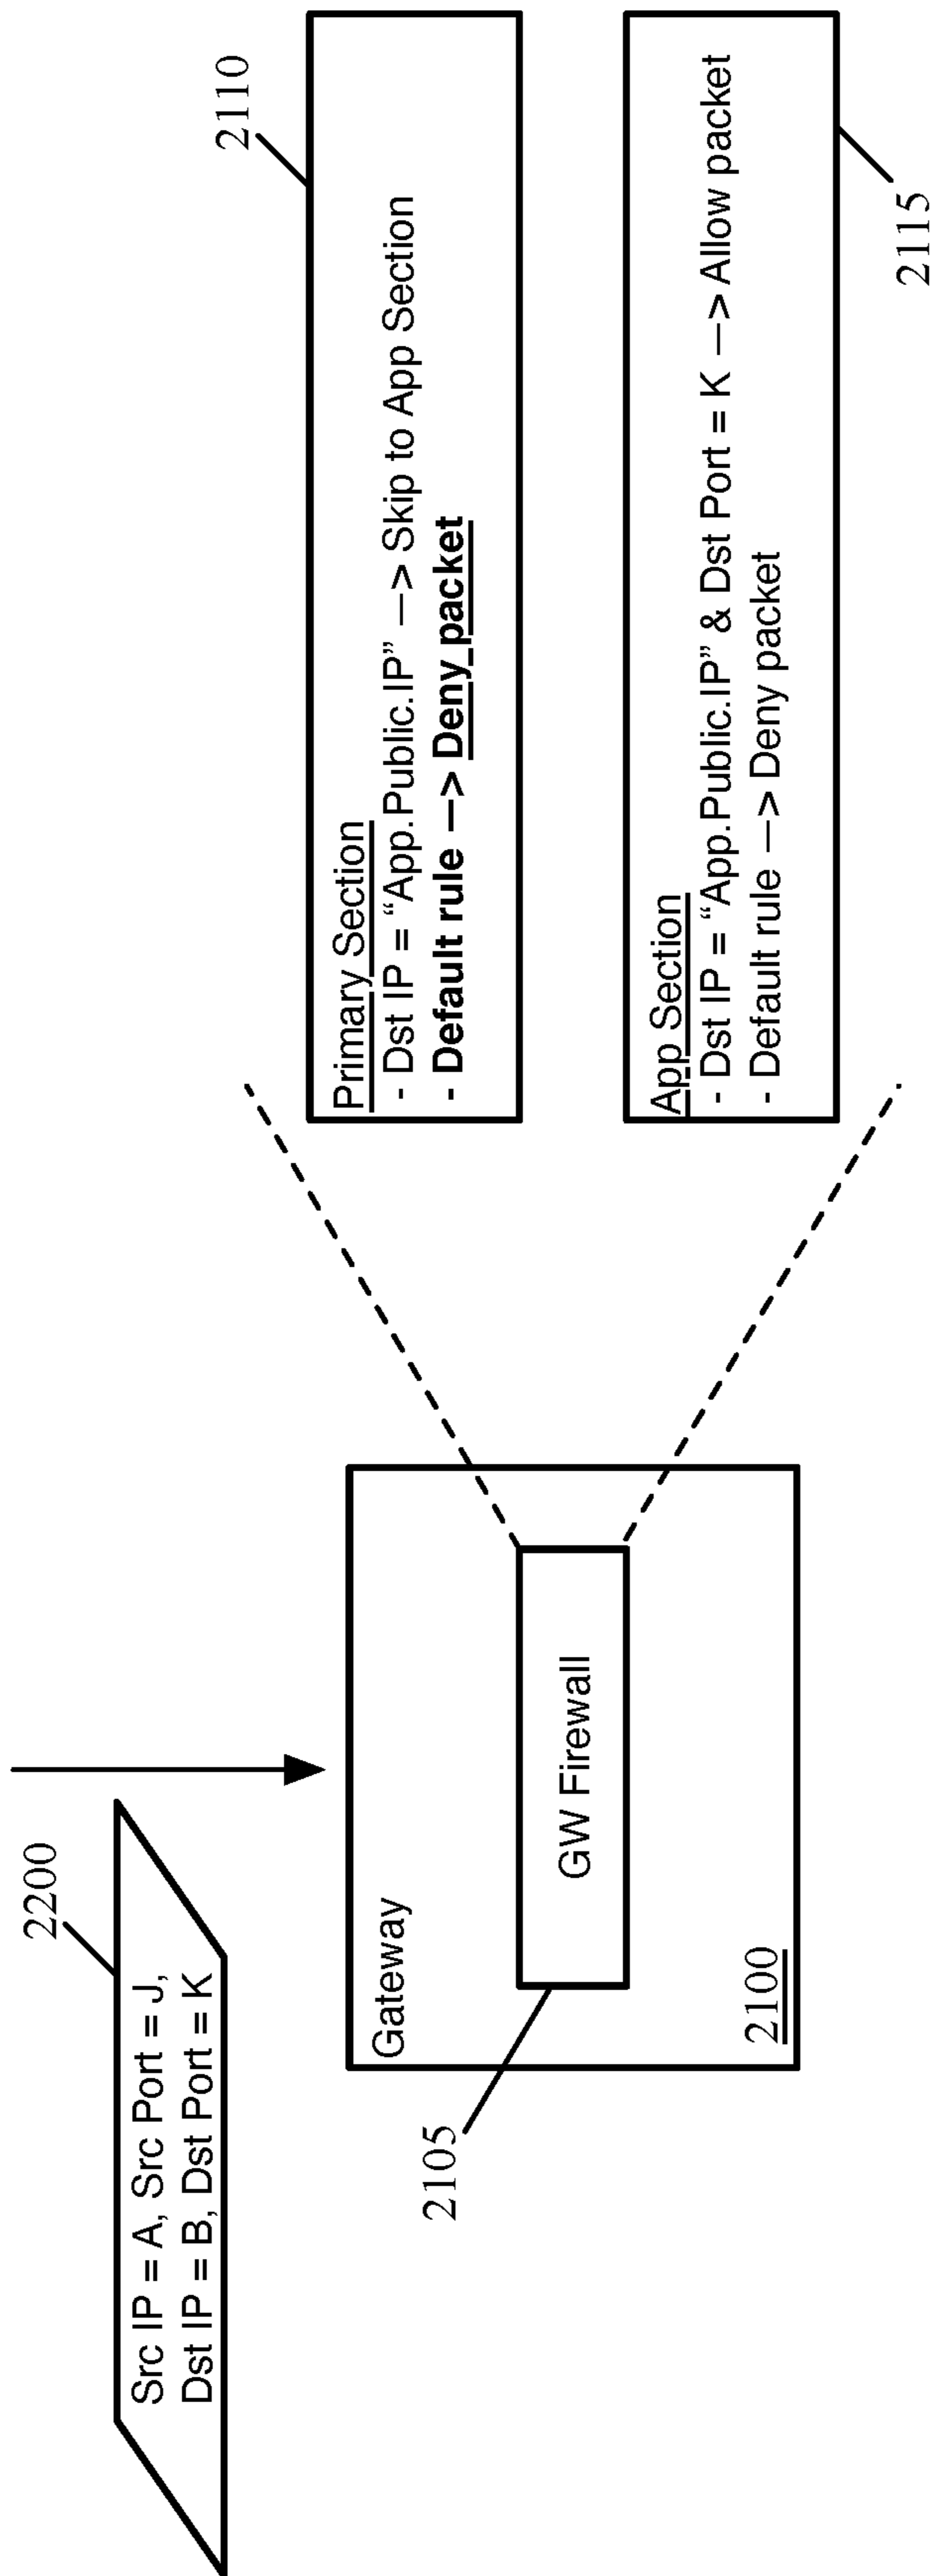 2200
Src IP = A, Src Port = J,
Dst IP = B, Dst Port = K
Gateway
2105
GW Firewall
2100
2110
Primary Section
- Dst IP = “App.Public.IP” —> Skip to App Section
- Default rule —> Deny packet
App Section
- Dst IP = “App.Public.IP” & Dst Port = K —> Allow packet
- Default rule —> Deny packet
2115